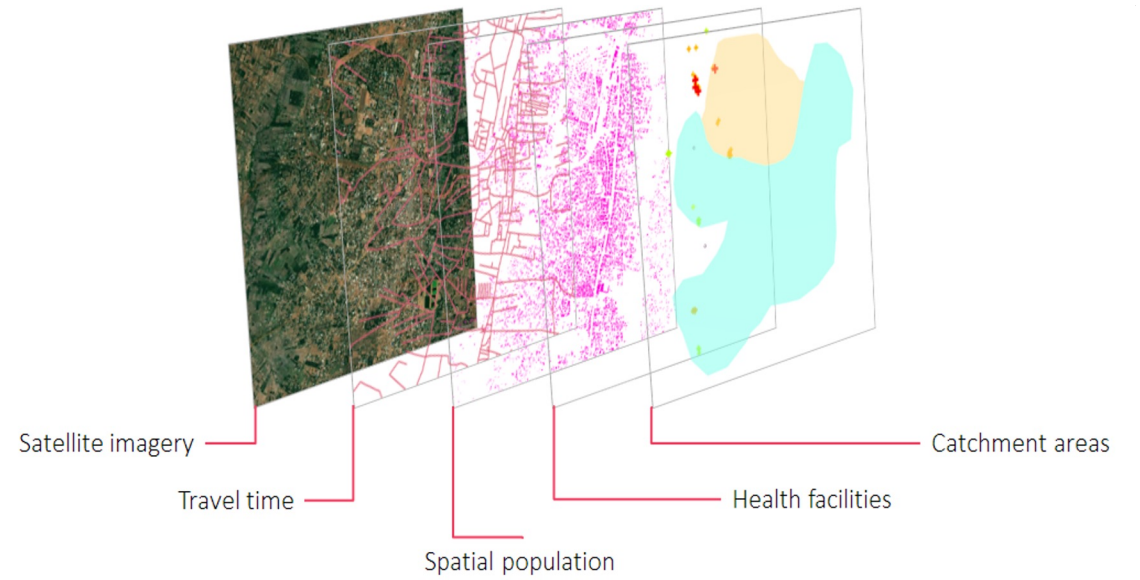 Satellite imagery
Travel time
Spatial population
Health facilities
Catchment areas